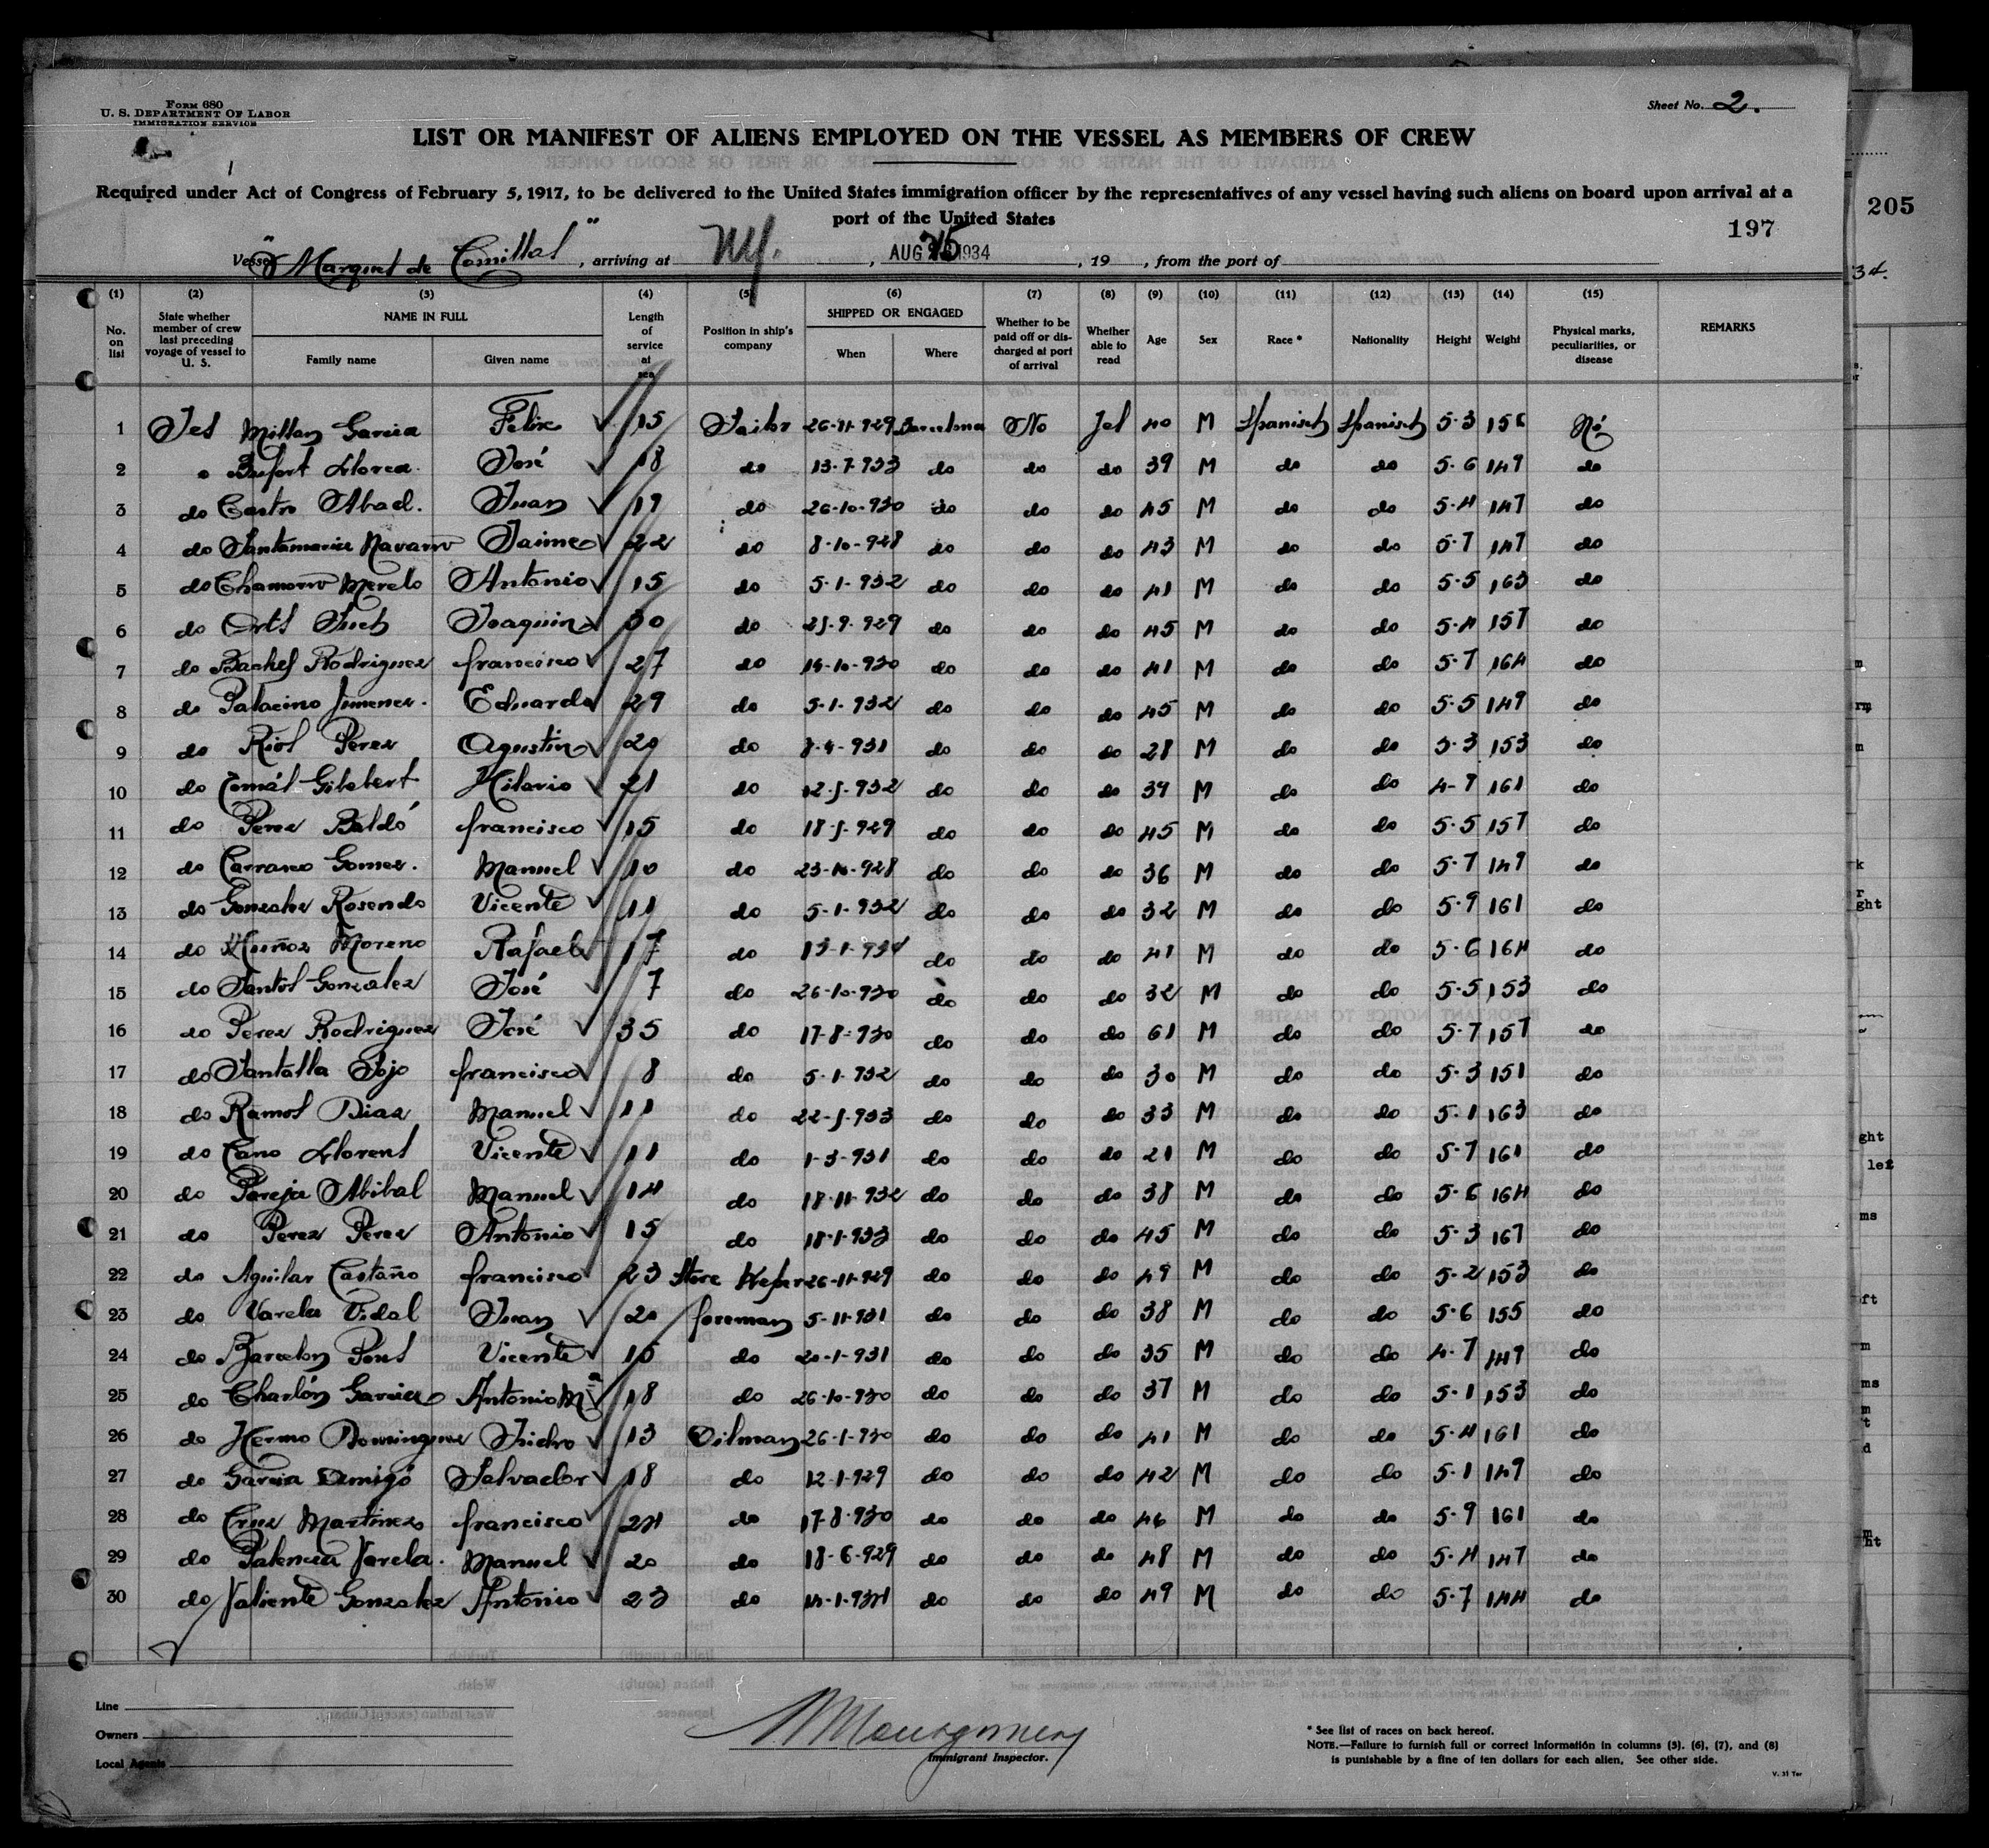 Form 680
U. S. Department Of Labor
Immigration Service
Sheet No. 2.
LIST OR MANIFEST OF ALIENS EMPLOYED ON THE VESSEL AS MEMBERS OF CREW
Required under Act of Congress of February 5, 1917, to be delivered to the United States immigration officer by the representatives of any vessel having such aliens on board upon arrival at a
port of the United States
197
205
Vessel "Marques de Comillas", arriving at NY., AUG 25 1934, 19 , from the port of
(1) (2) (3) (4) (5) (6) (7) (8) (9) (10) (11) (12) (13) (14) (15)
No. on list State whether member of crew last preceding voyage of vessel to U. S. NAME IN FULL Family name Given name Length of service at sea Position in ship's company SHIPPED OR ENGAGED When Where Whether to be paid off or discharged at port of arrival Whether able to read Age Sex Race * Nationality Height Weight Physical marks, peculiarities, or disease REMARKS
1 Yes Millan Garcia Felix 15 Sailor 26-11-929 Barcelona No Yes 40 M Spanish Spanish 5-3 156 No
2 Llorca José 18 do 13-7-933 do do do 39 M do do 5-6 149 do
3 do Castro Abad. Juan 19 do 26-10-930 do do do 45 M do do 5-4 147 do
4 do Santamaria Navarro Jaime 22 do 8-10-928 do do do 43 M do do 5-7 147 do
5 do Chamorro Merelo Antonio 15 do 5-1-932 do do do 41 M do do 5-5 163 do
6 do Orts Such Joaquin 30 do 25-9-929 do do do 45 M do do 5-4 157 do
7 do Rodriguez francisco 27 do 14-10-930 do do do 41 M do do 5-7 164 do
8 do Palacino Jimenez. Eduardo 29 do 5-1-932 do do do 45 M do do 5-5 149 do
9 do Rios Perez Agustin 20 do 8-4-931 do do do 28 M do do 5-3 153 do
10 do Gilabert Hilario 21 do 12-5-932 do do do 39 M do do 4-7 161 do
11 do Perez Baldó francisco 15 do 18-5-929 do do do 45 M do do 5-5 157 do
12 do Carrasco Gomez. Manuel 10 do 23-10-928 do do do 36 M do do 5-7 149 do
13 do Gonzalez Rosendo Vicente 11 do 5-1-932 do do do 32 M do do 5-9 161 do
14 do Muñoz Moreno Rafael 17 do 13-1-934 do do do 41 M do do 5-6 164 do
15 do Santos Gonzalez José 7 do 26-10-930 do do do 32 M do do 5-5 153 do
16 do Perez Rodriguez José 35 do 17-8-930 do do do 61 M do do 5-7 157 do
17 do Santalla Sojo francisco 8 do 5-1-932 do do do 30 M do do 5-3 151 do
18 do Ramos Diaz Manuel 11 do 22-5-933 do do do 33 M do do 5-1 163 do
19 do Cano Llorens Vicente 11 do 1-3-931 do do do 21 M do do 5-7 161 do
20 do Pareja Abibal Manuel 14 do 18-11-932 do do do 38 M do do 5-6 164 do
21 do Perez Perez Antonio 15 do 18-1-933 do do do 45 M do do 5-3 167 do
22 do Aguilar Castaño francisco 23 Store Keeper 26-11-929 do do do 49 M do do 5-2 153 do
23 do Varela Vidal Juan 20 foreman 5-11-931 do do do 38 M do do 5-6 155 do
24 do Barcelon Pons Vicente 15 do 20-1-931 do do do 35 M do do 4-7 149 do
25 do Charlón Garcia Antonio Mª 18 do 26-10-930 do do do 37 M do do 5-1 153 do
26 do Hermo Dominguez Isidro 13 Oilman 26-1-930 do do do 41 M do do 5-4 161 do
27 do Garcia Amigó Salvador 18 do 12-1-929 do do do 42 M do do 5-1 149 do
28 do Cruz Martinez francisco 24 do 17-8-930 do do do 46 M do do 5-9 161 do
29 do Palencia Varela. Manuel 20 do 18-6-929 do do do 48 M do do 5-4 147 do
30 do Valiente Gonzalez Antonio 23 do 14-1-934 do do do 49 M do do 5-7 144 do
Line
Owners
Local Agents
Montgomery
Immigrant Inspector.
* See list of races on back hereof.
NOTE.—Failure to furnish full or correct information in columns (5), (6), (7), and (8)
is punishable by a fine of ten dollars for each alien. See other side.